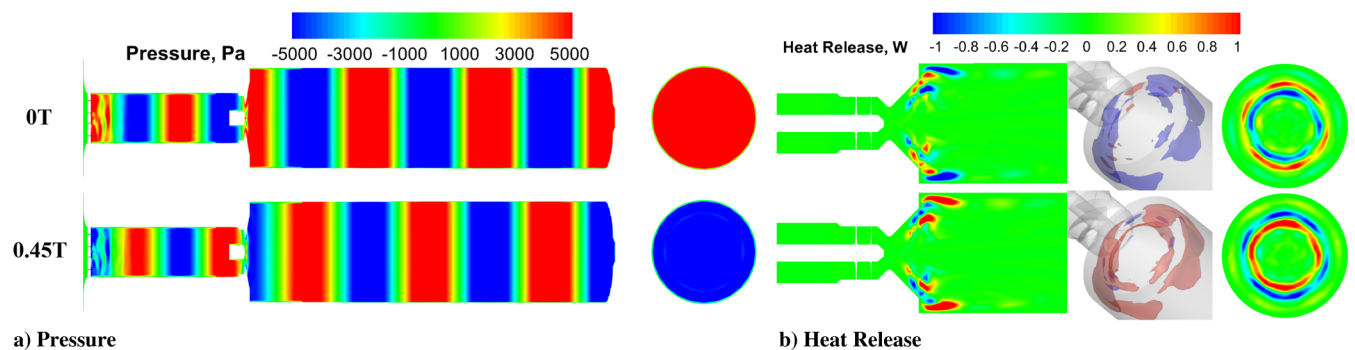 Pressure, Pa
-5000 -3000 -1000 1000 3000 5000
0T
0.45T
a) Pressure
Heat Release, W
-1 -0.8 -0.6 -0.4 -0.2 0 0.2 0.4 0.6 0.8 1
b) Heat Release